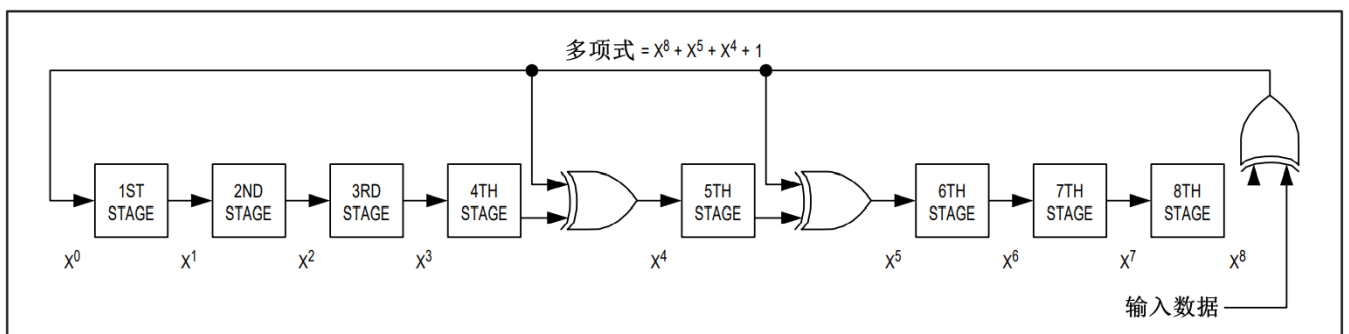 多项式 = X⁸ + X⁵ + X⁴ + 1
1ST STAGE
2ND STAGE
3RD STAGE
4TH STAGE
5TH STAGE
6TH STAGE
7TH STAGE
8TH STAGE
X⁰ X¹ X² X³ X⁴ X⁵ X⁶ X⁷ X⁸
输入数据